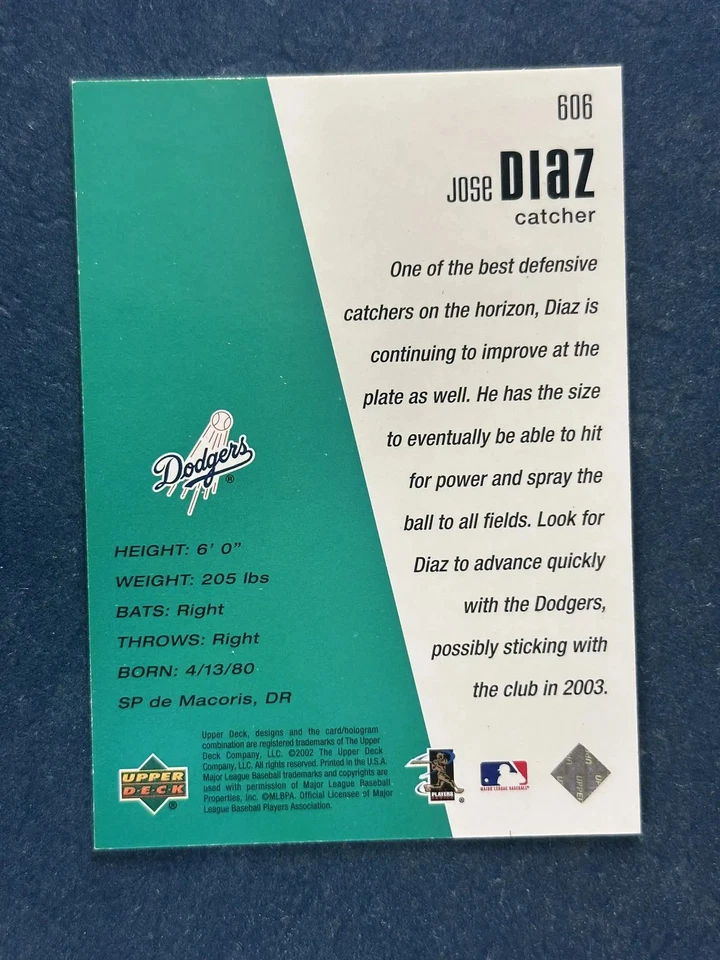 606
Jose Diaz
catcher
One of the best defensive
catchers on the horizon, Diaz is
continuing to improve at the
plate as well. He has the size
to eventually be able to hit
for power and spray the
ball to all fields. Look for
Diaz to advance quickly
with the Dodgers,
possibly sticking with
the club in 2003.
Dodgers®
HEIGHT: 6' 0"
WEIGHT: 205 lbs
BATS: Right
THROWS: Right
BORN: 4/13/80
SP de Macoris, DR
Upper Deck, designs and the card/hologram
combination are registered trademarks of The Upper
Deck Company, LLC. ©2002 The Upper Deck
Company, LLC. All rights reserved. Printed in the U.S.A.
Major League Baseball trademarks and copyrights are
used with permission of Major League Baseball
Properties, Inc. ©MLBPA. Official Licensee of Major
League Baseball Players Association.
UPPER
D·E·C·K®
PLAYERS
MAJOR LEAGUE BASEBALL®
UPPER